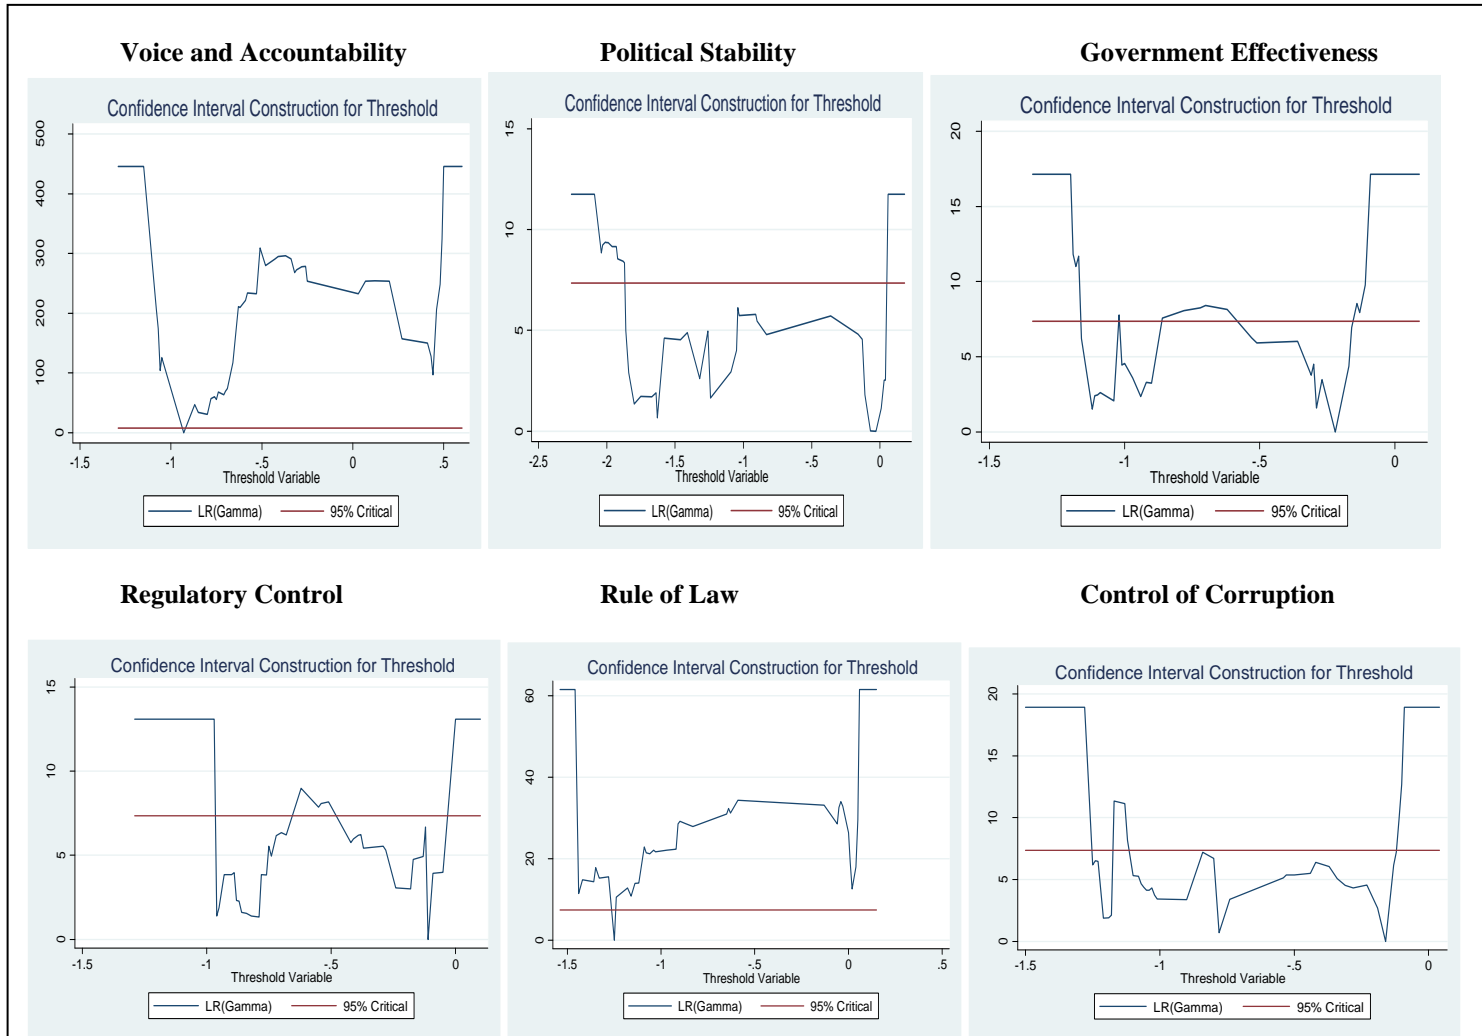 Voice and Accountability
Political Stability
Government Effectiveness
Confidence Interval Construction for Threshold
500
400
300
200
100
0
-1.5
-1
-.5
0
.5
Threshold Variable
LR(Gamma)
95% Critical
Confidence Interval Construction for Threshold
15
10
5
0
-2.5
-2
-1.5
-1
-.5
0
Threshold Variable
LR(Gamma)
95% Critical
Confidence Interval Construction for Threshold
20
15
10
5
0
-1.5
-1
-.5
0
Threshold Variable
LR(Gamma)
95% Critical
Regulatory Control
Rule of Law
Control of Corruption
Confidence Interval Construction for Threshold
15
10
5
0
-1.5
-1
-.5
0
Threshold Variable
LR(Gamma)
95% Critical
Confidence Interval Construction for Threshold
60
40
20
0
-1.5
-1
-.5
0
.5
Threshold Variable
LR(Gamma)
95% Critical
Confidence Interval Construction for Threshold
20
15
10
5
0
-1.5
-1
-.5
0
Threshold Variable
LR(Gamma)
95% Critical